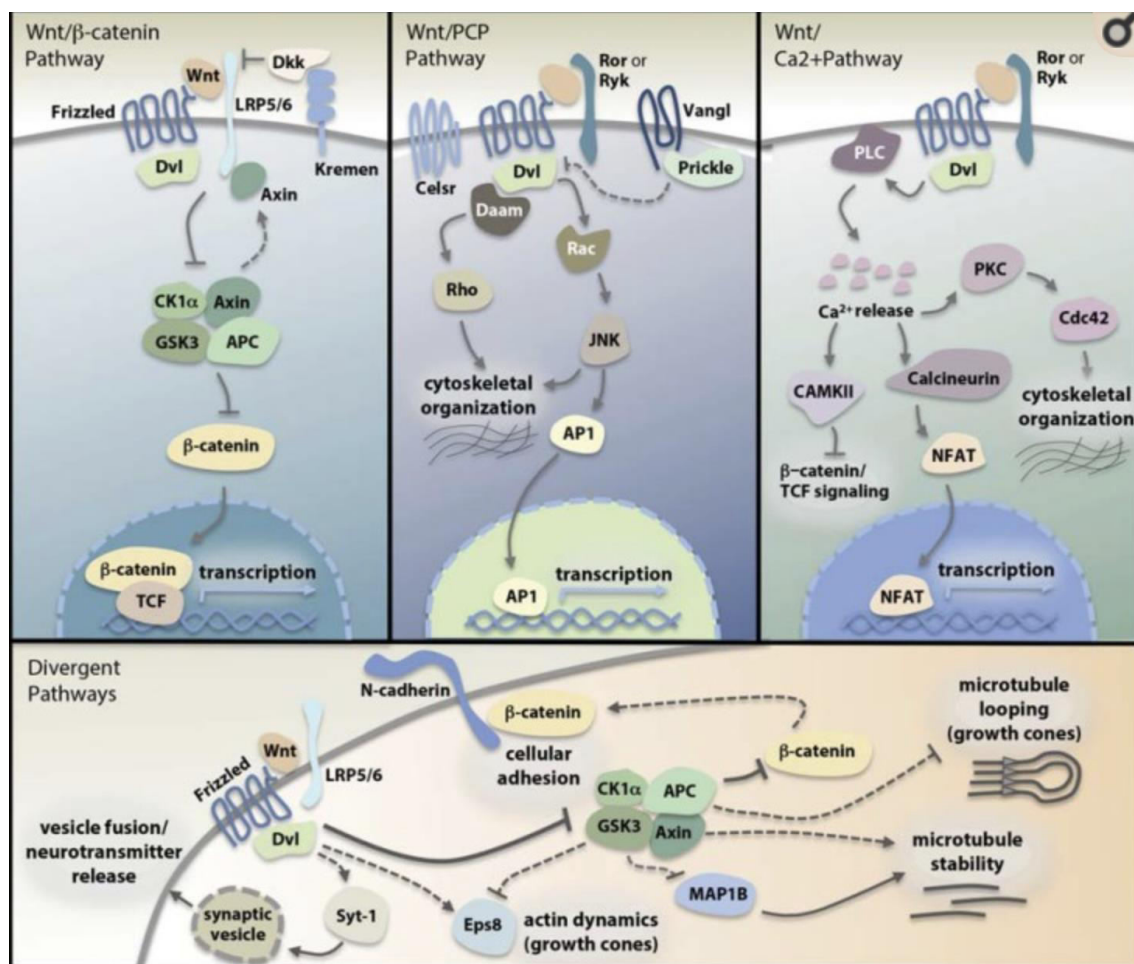 Wnt/β-catenin
Pathway
Dkk
Wnt
LRP5/6
Frizzled
Kremen
Dvl
Axin
CK1α
Axin
GSK3
APC
β-catenin
β-catenin
transcription
TCF
Wnt/PCP
Pathway
Ror or
Ryk
Vangl
Celsr
Dvl
Prickle
Daam
Rac
Rho
JNK
cytoskeletal
organization
AP1
transcription
AP1
Wnt/
Ca2+Pathway
Ror or
Ryk
PLC
Dvl
PKC
Ca²⁺ release
Cdc42
CAMKII
Calcineurin
cytoskeletal
organization
NFAT
β−catenin/
TCF signaling
transcription
NFAT
Divergent
Pathways
N-cadherin
β-catenin
microtubule
looping
(growth cones)
Wnt
Frizzled
LRP5/6
cellular
adhesion
β-catenin
CK1α
APC
GSK3
Axin
vesicle fusion/
neurotransmitter
release
Dvl
microtubule
stability
MAP1B
synaptic
vesicle
Syt-1
Eps8
actin dynamics
(growth cones)